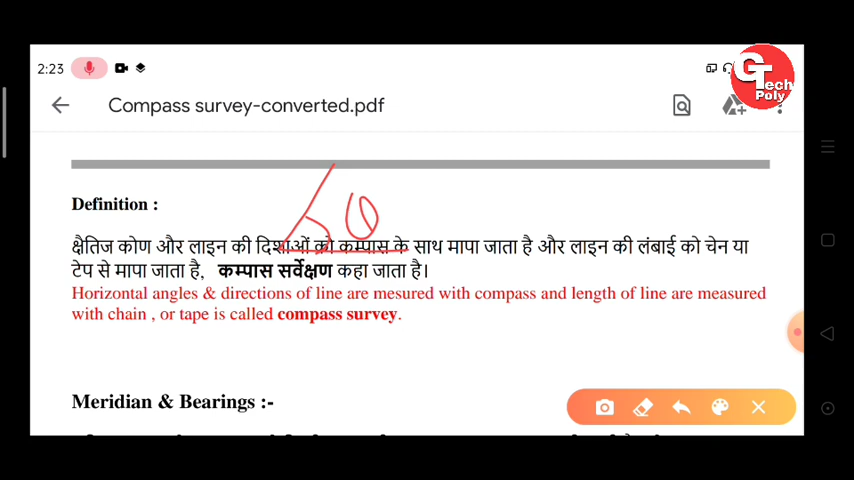 2:23
GTech
Poly
Compass survey-converted.pdf
Definition :
क्षैतिज कोण और लाइन की दिशाओं को कम्पास के साथ मापा जाता है और लाइन की लंबाई को चेन या
टेप से मापा जाता है, कम्पास सर्वेक्षण कहा जाता है।
Horizontal angles & directions of line are mesured with compass and length of line are measured
with chain , or tape is called compass survey.
Meridian & Bearings :-